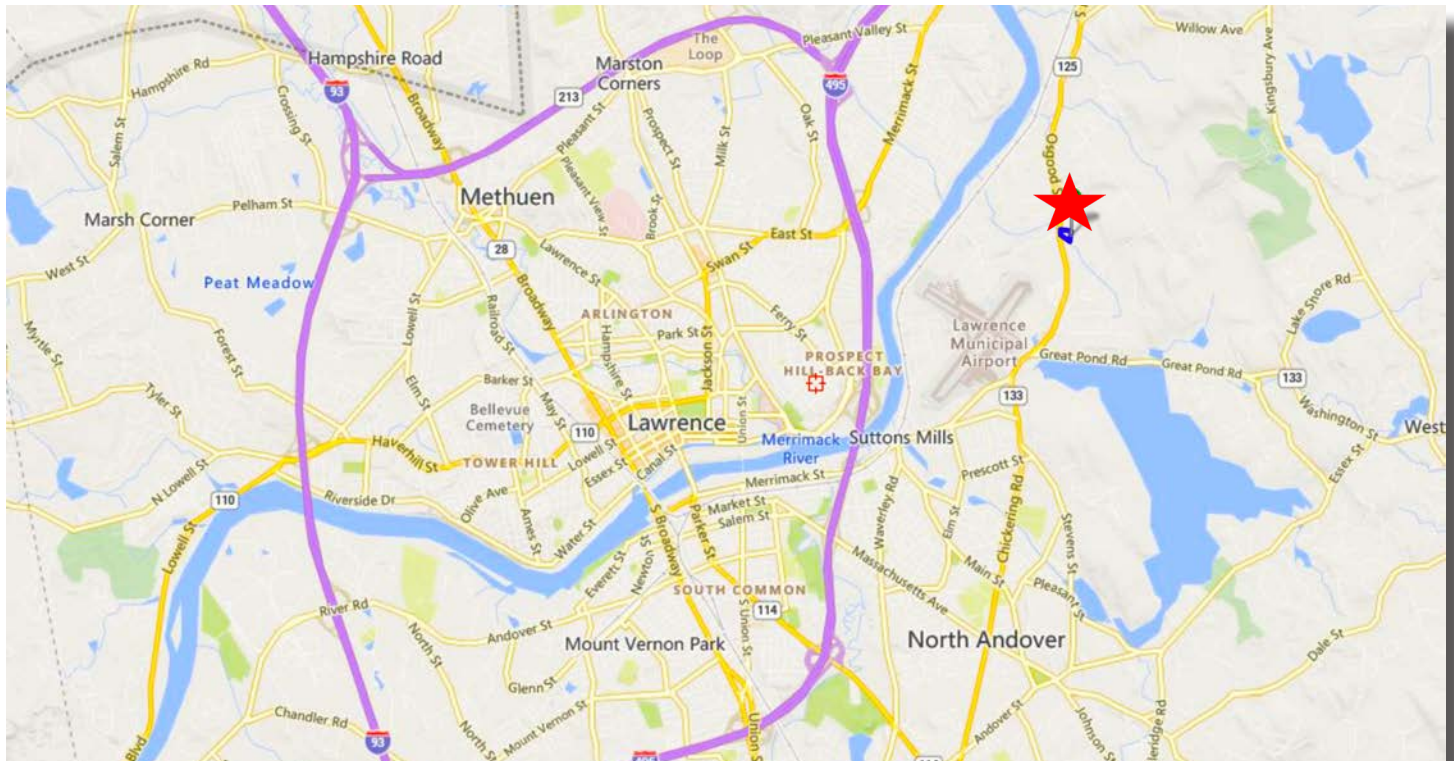 Hampshire Road
Hampshire Rd
Salem St
Crossing St
93
Broadway
213
Marston
Corners
The
Loop
Pleasant Valley St
495
Merrimack St
S
125
Osgood S
Willow Ave
Kingsbury Ave
Pleasant St
Prospect St
Milk St
Oak St
Pleasant View St
Brook St
Methuen
Marsh Corner
Pelham St
West St
Peat Meadow
28
Lawrence St
East St
Swan St
Broadway
Railroad St
Lowell St
ARLINGTON
Hampshire St
Park St
Jackson St
Ferry St
Myrtle St
Forest St
Elm St
Barker St
May St
PROSPECT
HILL-BACK BAY
Lawrence
Municipal
Airport
Great Pond Rd
Great Pond Rd
Lake Shore Rd
133
133
Washington St
West
Tyler St
Bellevue
Cemetery
110
Lawrence
Union St
Merrimack
River
Suttons Mills
Haverhill St
TOWER HILL
Lowell St
Essex St
Canal St
N Lowell St
110
Riverside Dr
Olive Ave
Ames St
Water St
Merrimack St
Market St
Salem St
Prescott St
Essex St
Lowell St
Everett St
Newton St
S Broadway
Parker St
Waverley Rd
Elm St
Chickering Rd
Stevens St
Massachusetts Ave
Main St
Pleasant St
SOUTH COMMON
114
S Union St
River Rd
North St
Andover St
Mount Vernon Park
North Andover
Dale St
Glenn St
Chandler Rd
North St
Mount Vernon St
Union St
Andover St
Johnson St
leridge Rd
Blvd
93